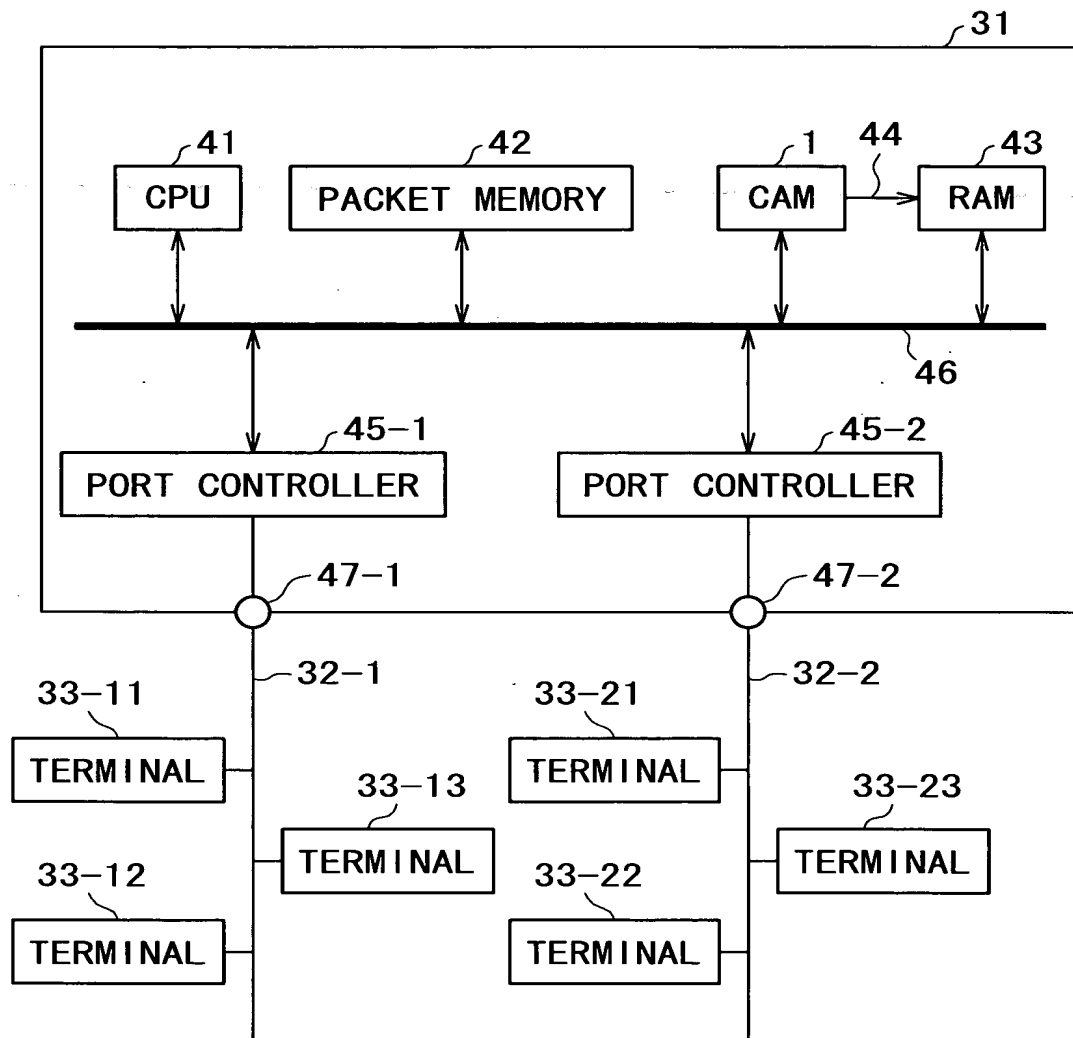 31
41 42 1 44 43
CPU PACKET MEMORY CAM RAM
46
45-1 45-2
PORT CONTROLLER PORT CONTROLLER
47-1 47-2
32-1 32-2
33-11 33-21
TERMINAL TERMINAL
33-13 33-23
TERMINAL TERMINAL
33-12 33-22
TERMINAL TERMINAL